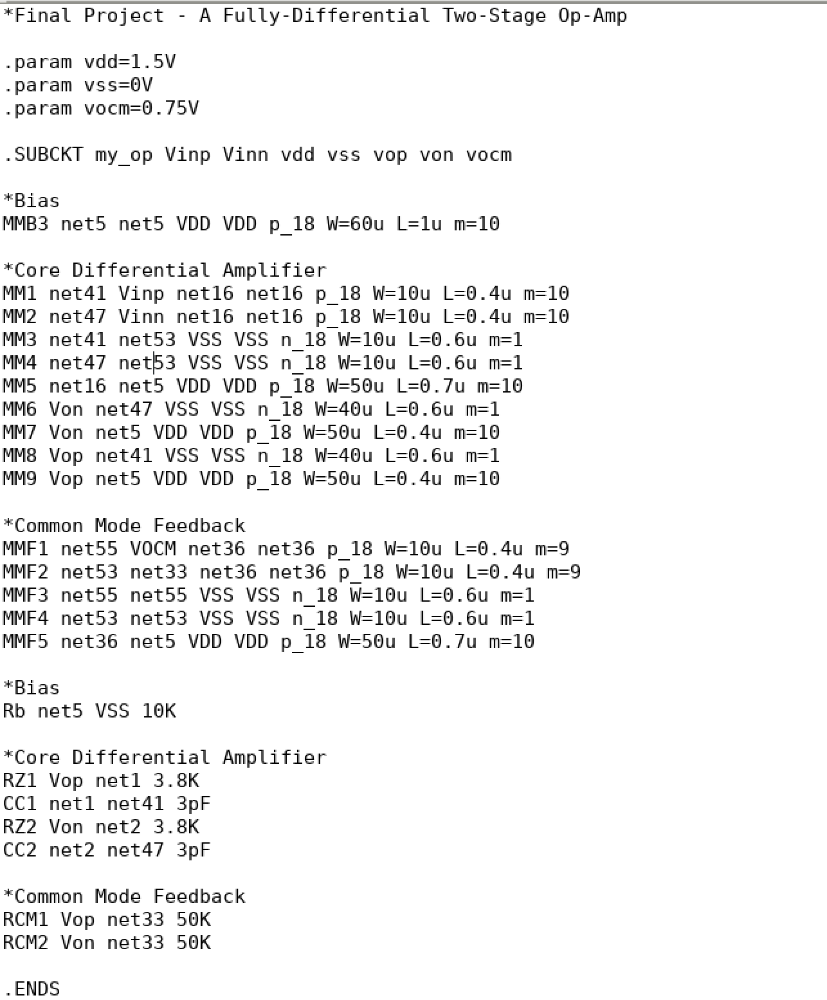 *Final Project - A Fully-Differential Two-Stage Op-Amp
.param vdd=1.5V
.param vss=0V
.param vocm=0.75V
.SUBCKT my_op Vinp Vinn vdd vss vop von vocm
*Bias
MMB3 net5 net5 VDD VDD p_18 W=60u L=1u m=10
*Core Differential Amplifier
MM1 net41 Vinp net16 net16 p_18 W=10u L=0.4u m=10
MM2 net47 Vinn net16 net16 p_18 W=10u L=0.4u m=10
MM3 net41 net53 VSS VSS n_18 W=10u L=0.6u m=1
MM4 net47 net53 VSS VSS n_18 W=10u L=0.6u m=1
MM5 net16 net5 VDD VDD p_18 W=50u L=0.7u m=10
MM6 Von net47 VSS VSS n_18 W=40u L=0.6u m=1
MM7 Von net5 VDD VDD p_18 W=50u L=0.4u m=10
MM8 Vop net41 VSS VSS n_18 W=40u L=0.6u m=1
MM9 Vop net5 VDD VDD p_18 W=50u L=0.4u m=10
*Common Mode Feedback
MMF1 net55 VOCM net36 net36 p_18 W=10u L=0.4u m=9
MMF2 net53 net33 net36 net36 p_18 W=10u L=0.4u m=9
MMF3 net55 net55 VSS VSS n_18 W=10u L=0.6u m=1
MMF4 net53 net53 VSS VSS n_18 W=10u L=0.6u m=1
MMF5 net36 net5 VDD VDD p_18 W=50u L=0.7u m=10
*Bias
Rb net5 VSS 10K
*Core Differential Amplifier
RZ1 Vop net1 3.8K
CC1 net1 net41 3pF
RZ2 Von net2 3.8K
CC2 net2 net47 3pF
*Common Mode Feedback
RCM1 Vop net33 50K
RCM2 Von net33 50K
.ENDS